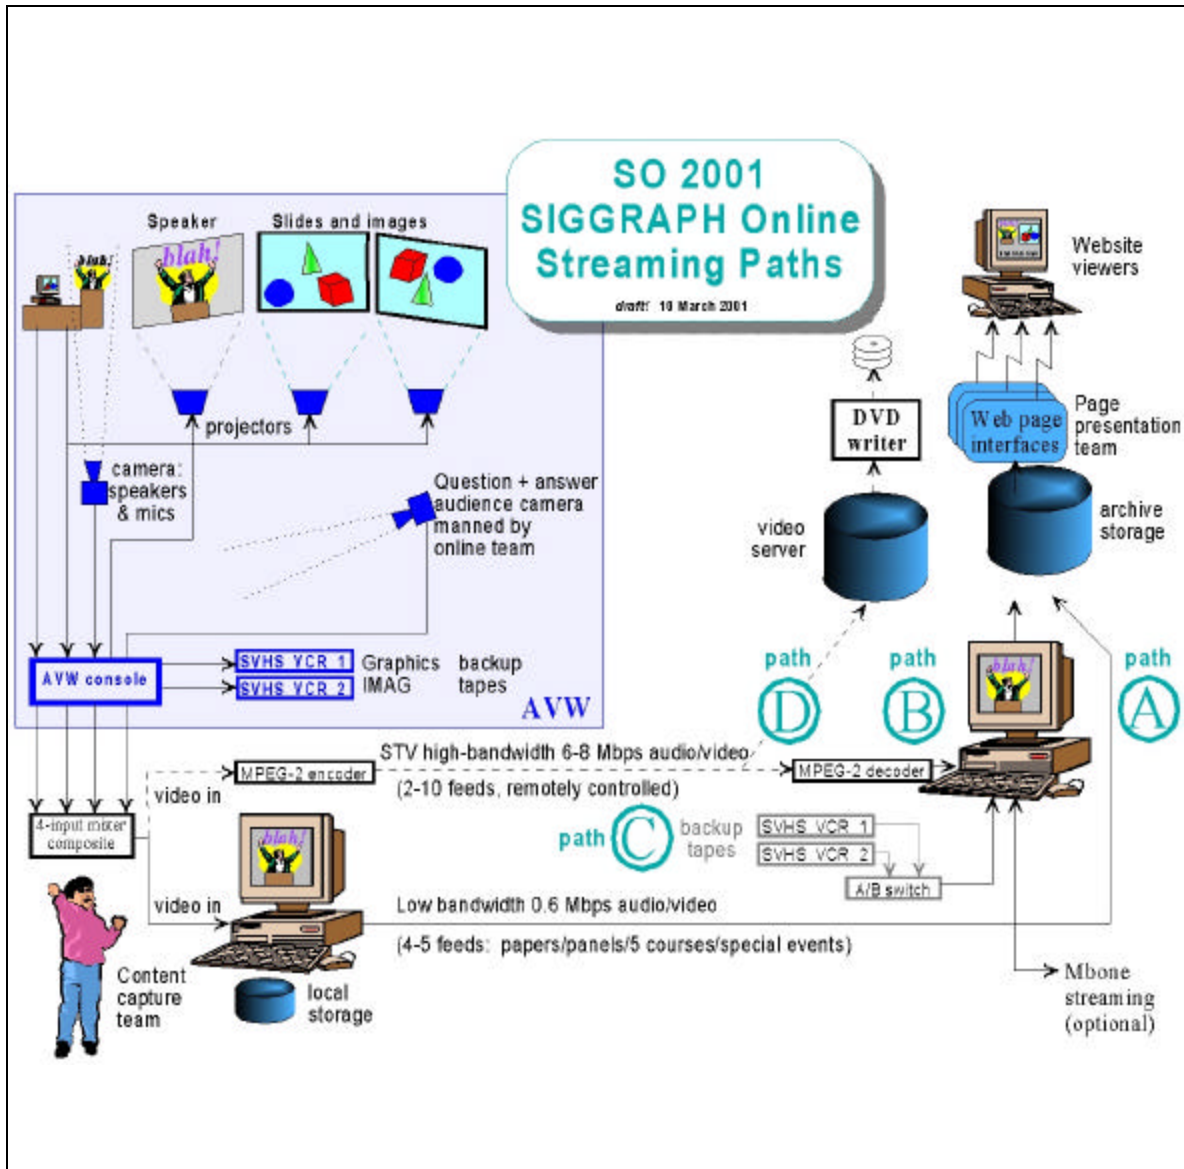 SO 2001
SIGGRAPH Online
Streaming Paths
draft! 10 March 2001
Speaker
Slides and images
blah!
blah!
projectors
camera:
speakers
& mics
Question + answer
audience camera
manned by
online team
AVW console
SVHS VCR 1
SVHS VCR 2
Graphics
IMAG
backup
tapes
AVW
Website
viewers
Web page
interfaces
Page
presentation
team
DVD
writer
video
server
archive
storage
path
D
path
B
path
A
blah!
STV high-bandwidth 6-8 Mbps audio/video
MPEG-2 encoder
MPEG-2 decoder
(2-10 feeds, remotely controlled)
video in
4-input mixer
composite
path
C
backup
tapes
SVHS VCR 1
SVHS VCR 2
A/B switch
blah!
video in
Low bandwidth 0.6 Mbps audio/video
(4-5 feeds: papers/panels/5 courses/special events)
Content
capture
team
local
storage
Mbone
streaming
(optional)